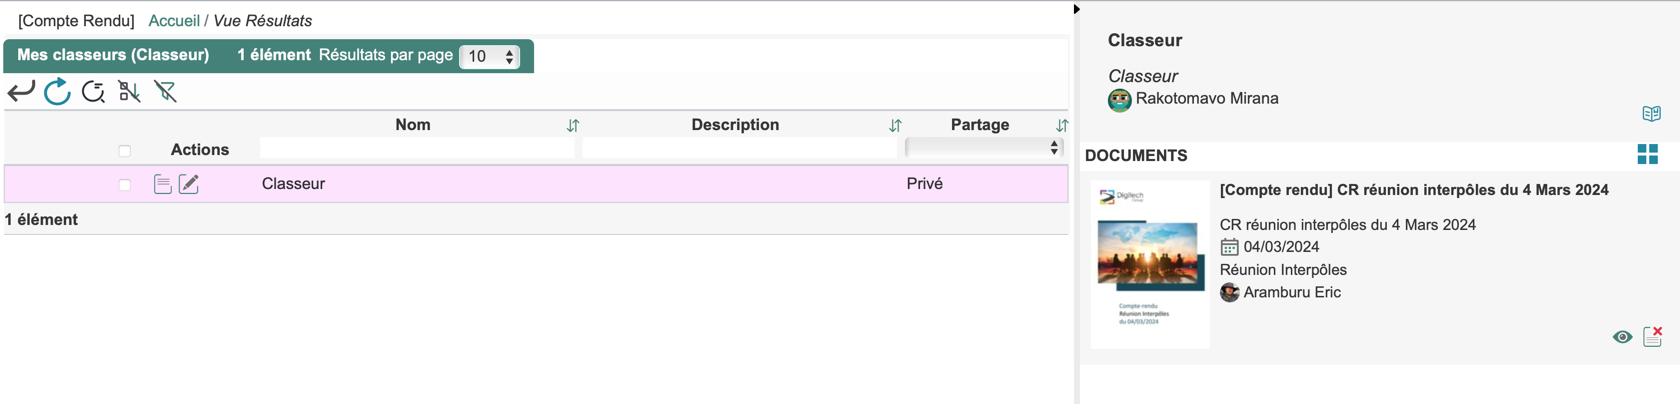 [Compte Rendu] Accueil / Vue Résultats
Mes classeurs (Classeur) 1 élément Résultats par page 10
Nom Description Partage
Actions
Classeur Privé
1 élément
Classeur
Classeur
Rakotomavo Mirana
DOCUMENTS
Digitech
Group
Compte-rendu
Réunion Interpôles
du 04/03/2024
[Compte rendu] CR réunion interpôles du 4 Mars 2024
CR réunion interpôles du 4 Mars 2024
04/03/2024
Réunion Interpôles
Aramburu Eric